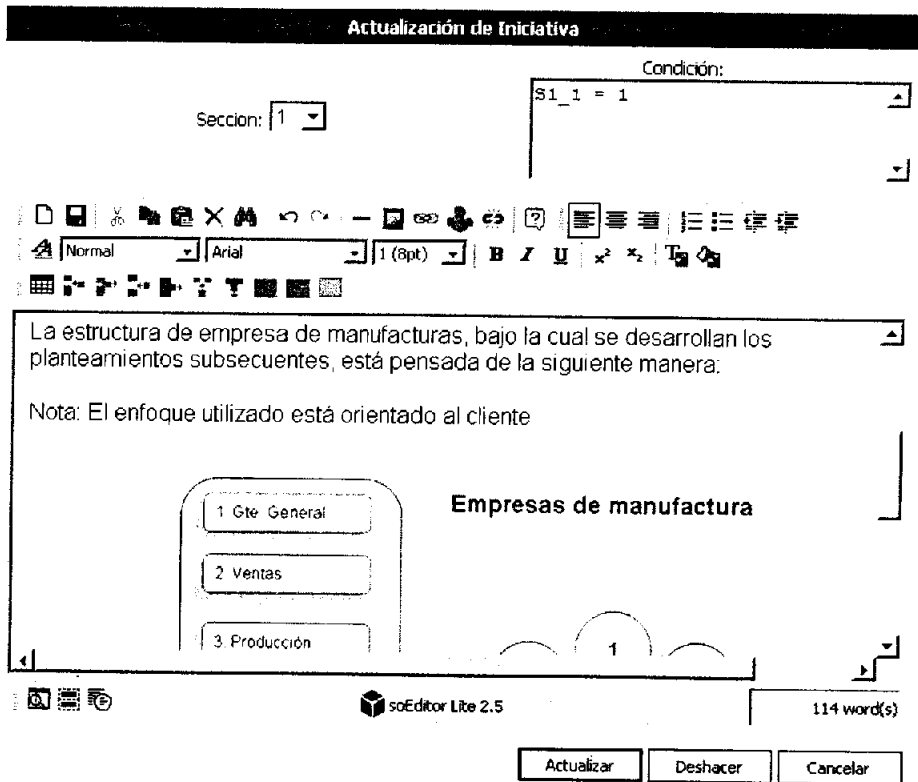 Actualización de Iniciativa
Condición:
S1_1 = 1
Seccion: 1
Normal Arial 1 (8pt) B I U x² x₂
La estructura de empresa de manufacturas, bajo la cual se desarrollan los
planteamientos subsecuentes, está pensada de la siguiente manera:
Nota: El enfoque utilizado está orientado al cliente
1 Gte General
Empresas de manufactura
2 Ventas
3. Producción
1
soEditor Lite 2.5
114 word(s)
Actualizar Deshacer Cancelar